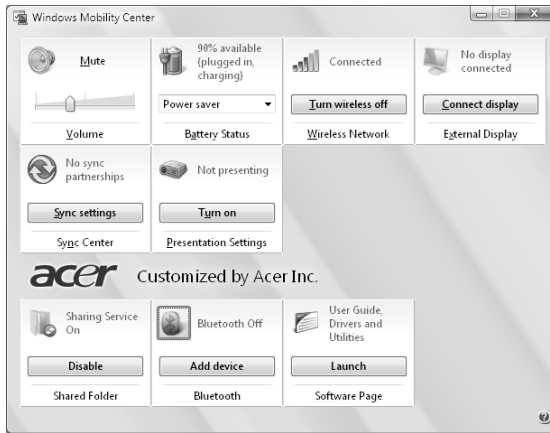 Windows Mobility Center
Mute
Volume
90% available
(plugged in,
charging)
Power saver
Battery Status
Connected
Turn wireless off
Wireless Network
No display
connected
Connect display
External Display
No sync
partnerships
Sync settings
Sync Center
Not presenting
Turn on
Presentation Settings
acer Customized by Acer Inc.
Sharing Service
On
Disable
Shared Folder
Bluetooth Off
Add device
Bluetooth
User Guide,
Drivers and
Utilities
Launch
Software Page